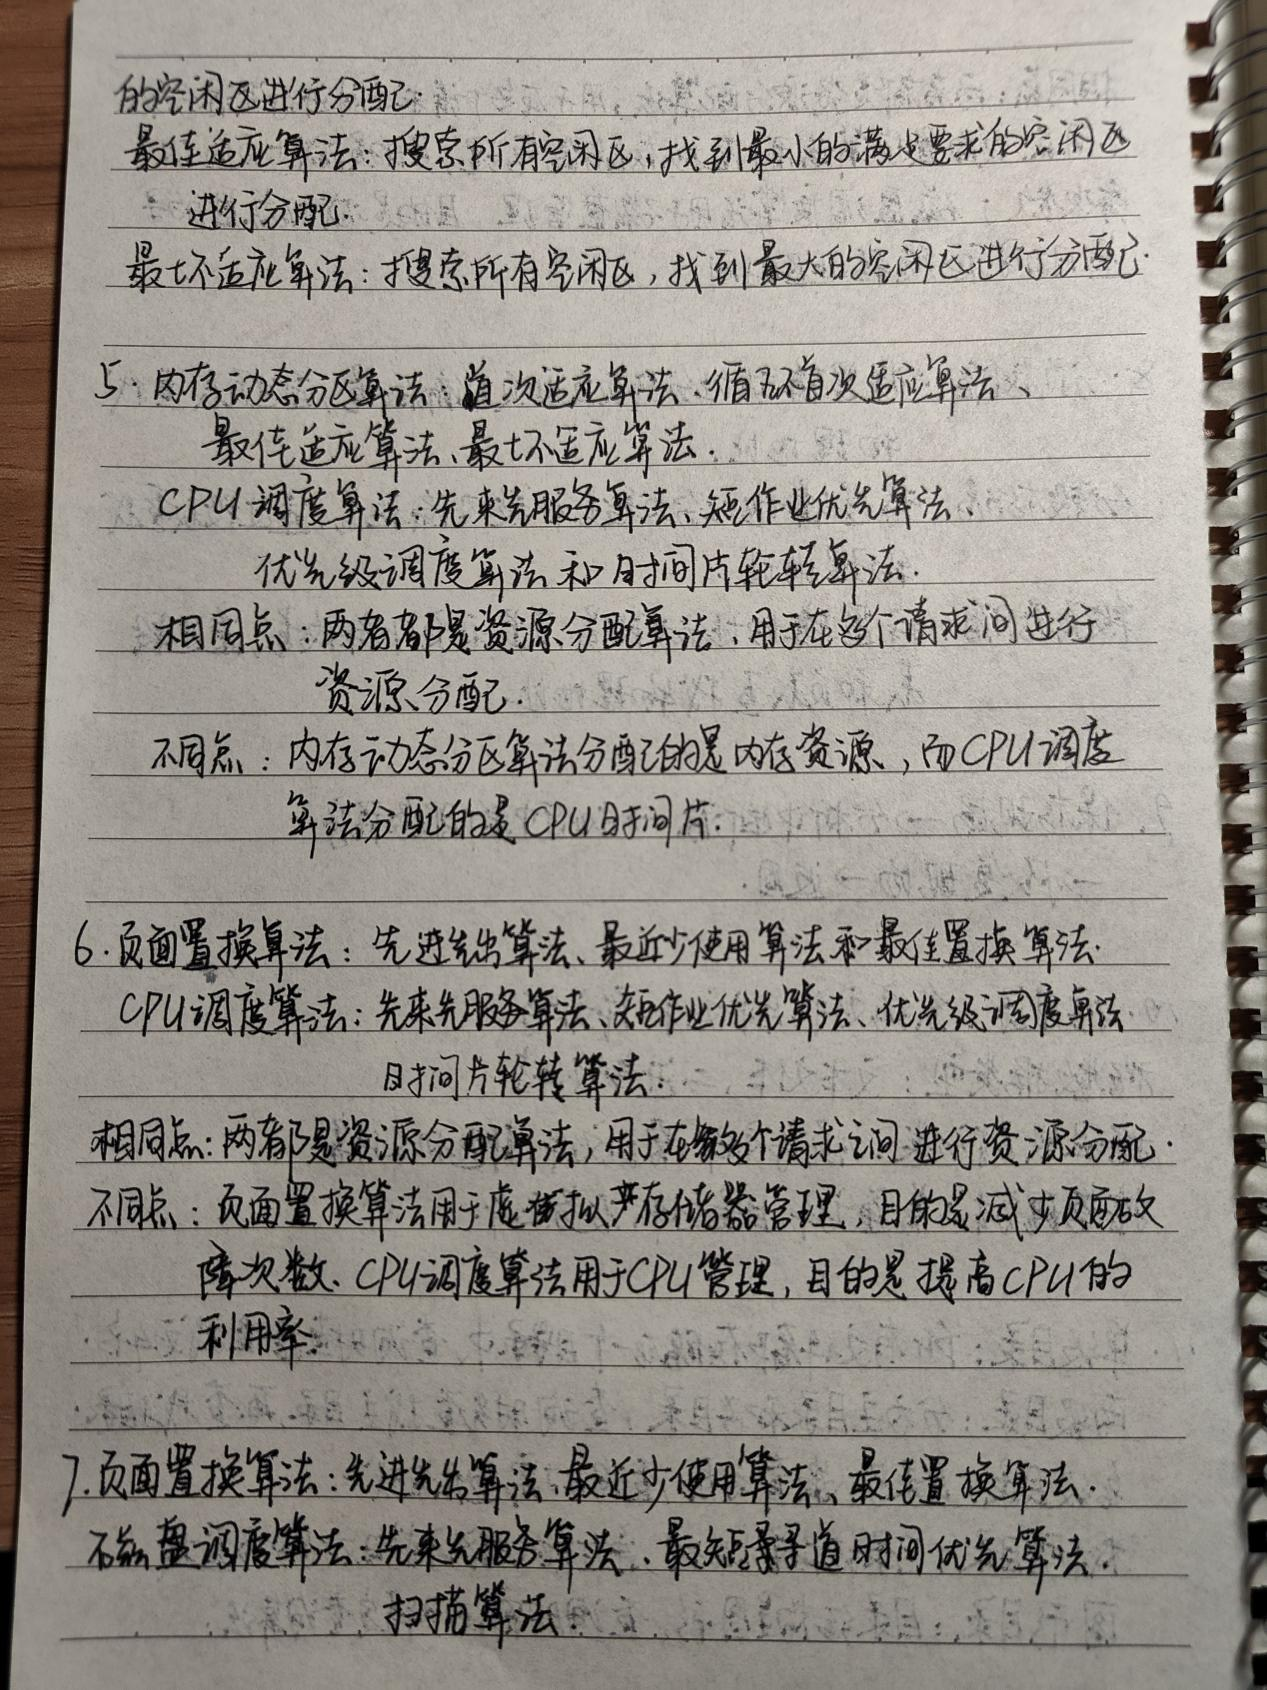 的空闲区进行分配.
最佳适应算法：搜索所有空闲区，找到最小的满足要求的空闲区
进行分配.
最坏适应算法：搜索所有空闲区，找到最大的空闲区进行分配.
5. 内存动态分区算法：首次适应算法、循环首次适应算法、
最佳适应算法、最坏适应算法.
CPU调度算法：先来先服务算法、短作业优先算法、
优先级调度算法和时间片轮转算法.
相同点：两者都是资源分配算法，用于在多个请求间进行
资源分配.
不同点：内存动态分区算法分配的是内存资源，而CPU调度
算法分配的是CPU时间片.
6. 页面置换算法：先进先出算法、最近少使用算法和最佳置换算法.
CPU调度算法：先来先服务算法、短作业优先算法、优先级调度算法
时间片轮转算法.
相同点：两者都是资源分配算法，用于在多个请求之间进行资源分配.
不同点：页面置换算法用于虚拟存储器管理，目的是减少页面故
障次数、CPU调度算法用于CPU管理，目的是提高CPU的
利用率.
7. 页面置换算法：先进先出算法、最近少使用算法、最佳置换算法.
磁盘调度算法：先来先服务算法、最短寻道时间优先算法.
扫描算法.